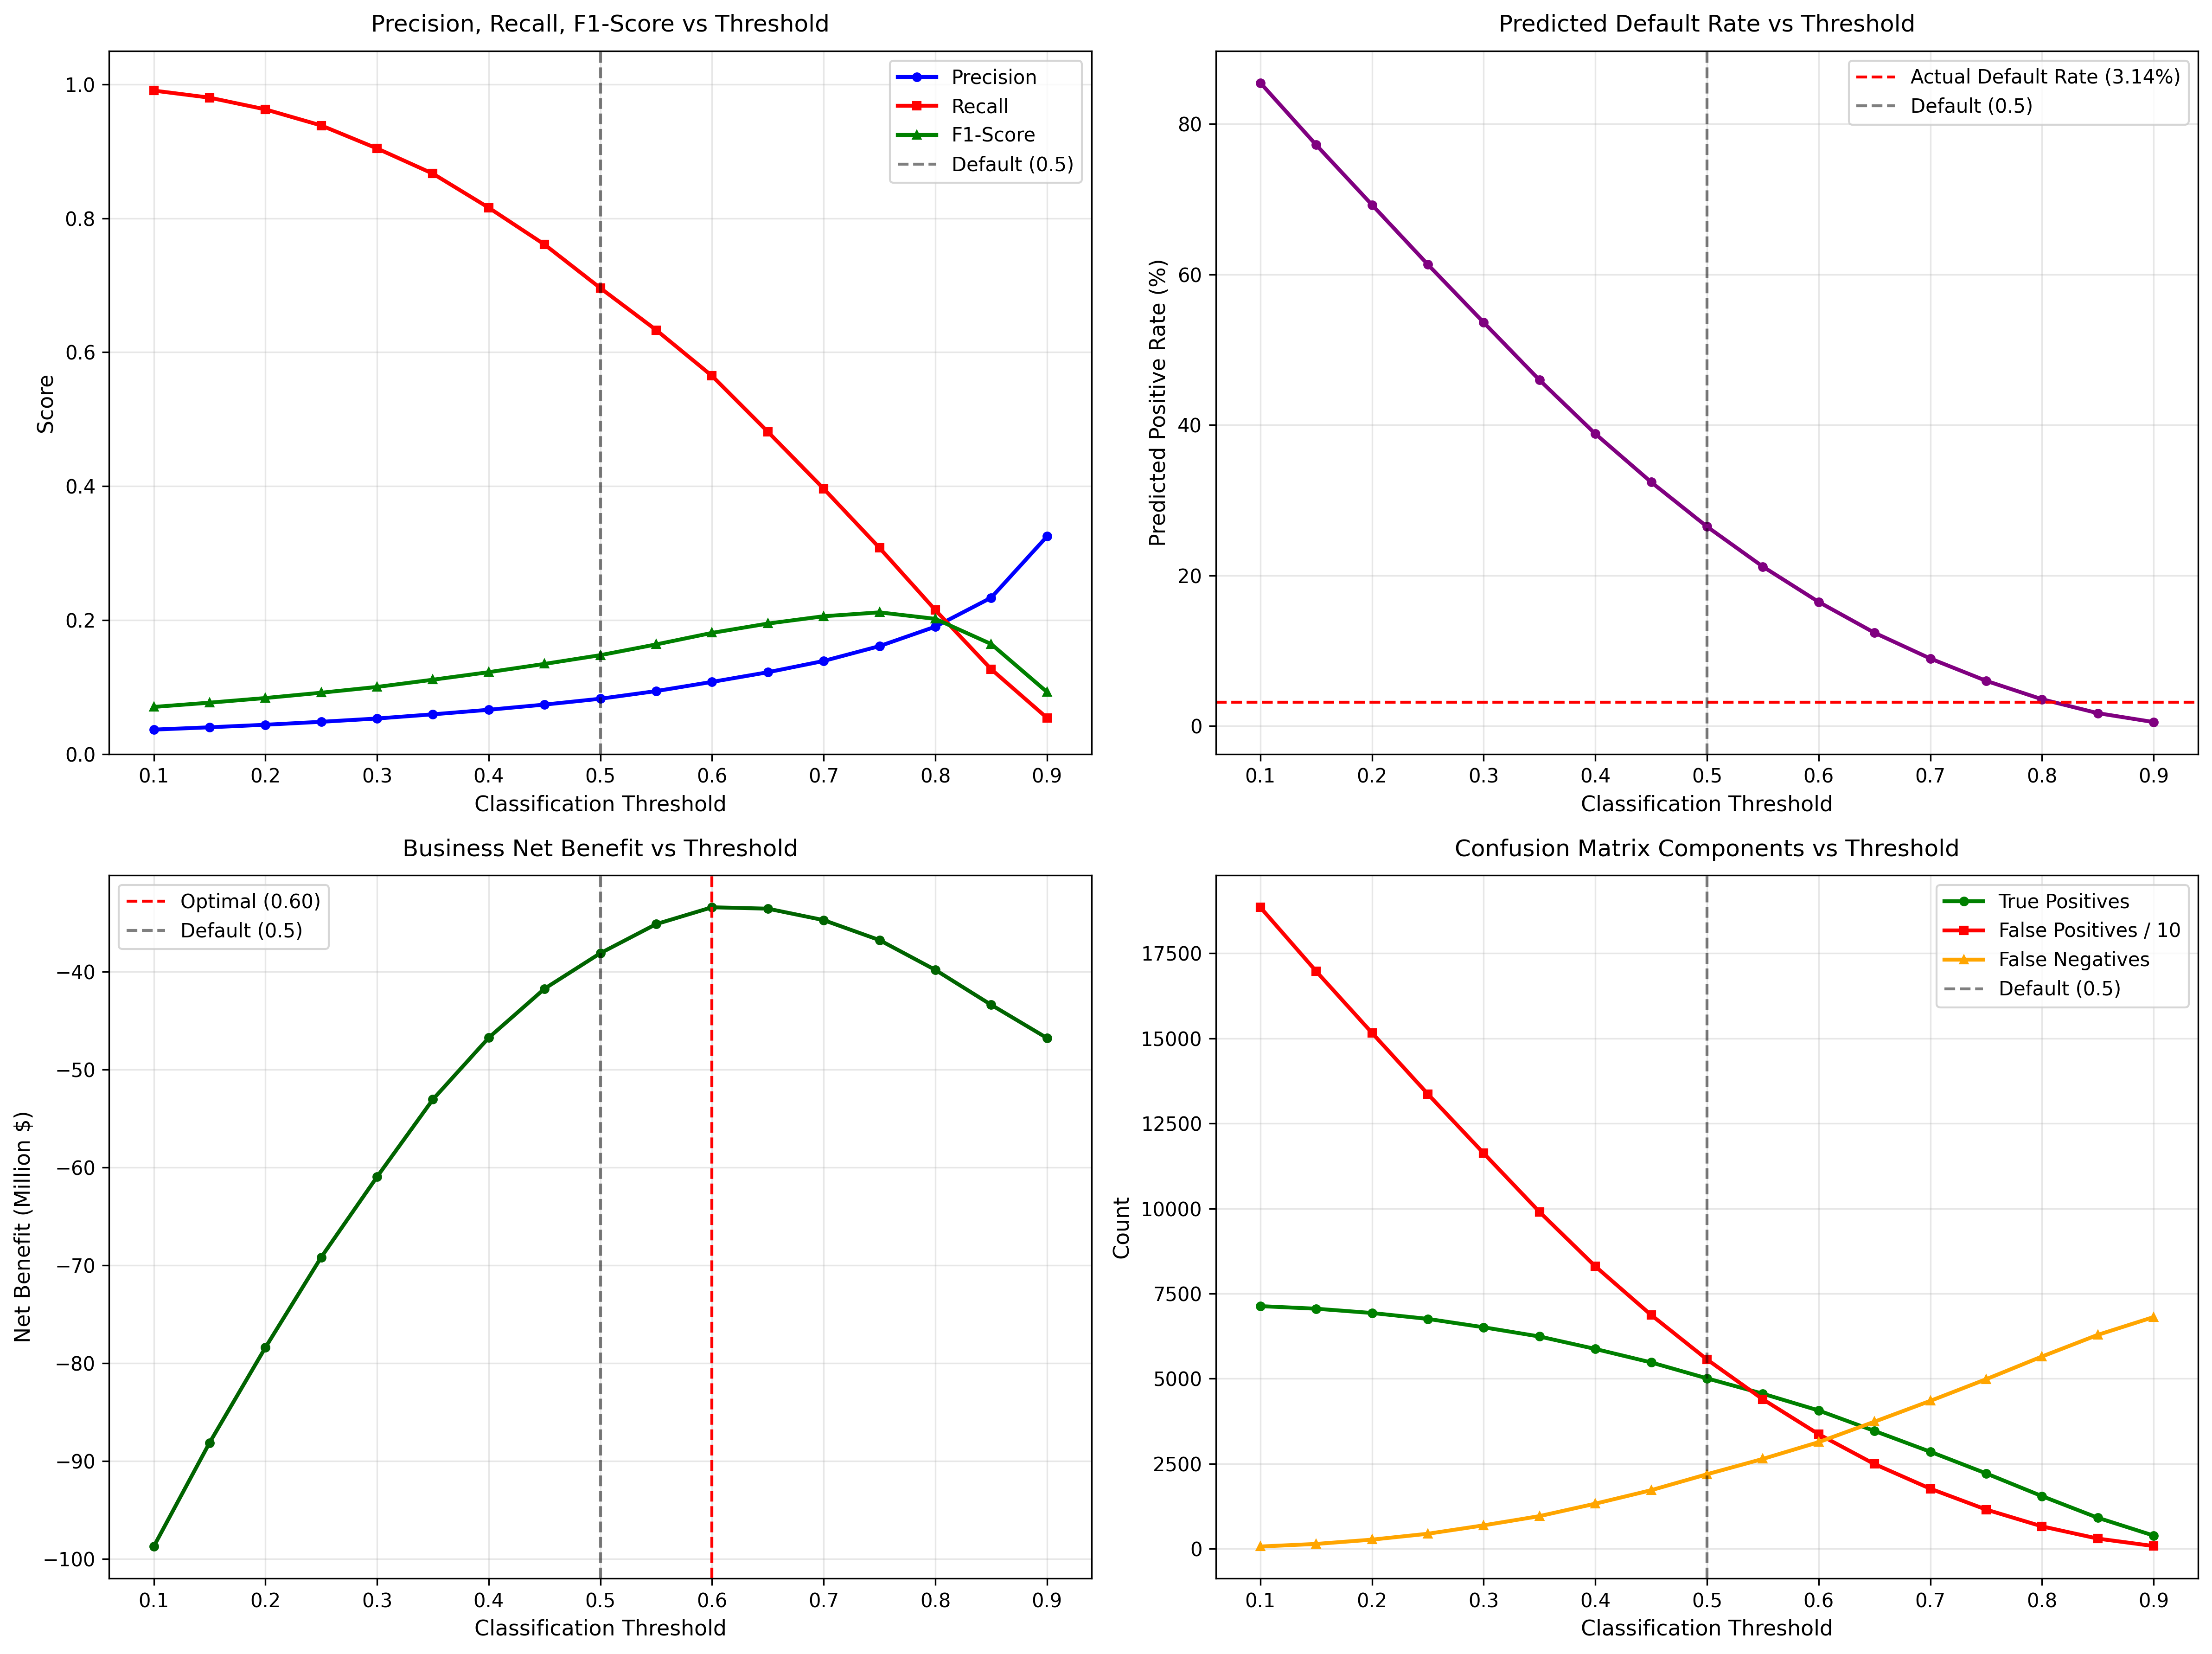 Precision, Recall, F1-Score vs Threshold
Score
1.0
0.8
0.6
0.4
0.2
0.0
Precision
Recall
F1-Score
Default (0.5)
0.1 0.2 0.3 0.4 0.5 0.6 0.7 0.8 0.9
Classification Threshold
Predicted Default Rate vs Threshold
Predicted Positive Rate (%)
80
60
40
20
0
Actual Default Rate (3.14%)
Default (0.5)
0.1 0.2 0.3 0.4 0.5 0.6 0.7 0.8 0.9
Classification Threshold
Business Net Benefit vs Threshold
Net Benefit (Million $)
−40
−50
−60
−70
−80
−90
−100
Optimal (0.60)
Default (0.5)
0.1 0.2 0.3 0.4 0.5 0.6 0.7 0.8 0.9
Classification Threshold
Confusion Matrix Components vs Threshold
Count
17500
15000
12500
10000
7500
5000
2500
0
True Positives
False Positives / 10
False Negatives
Default (0.5)
0.1 0.2 0.3 0.4 0.5 0.6 0.7 0.8 0.9
Classification Threshold